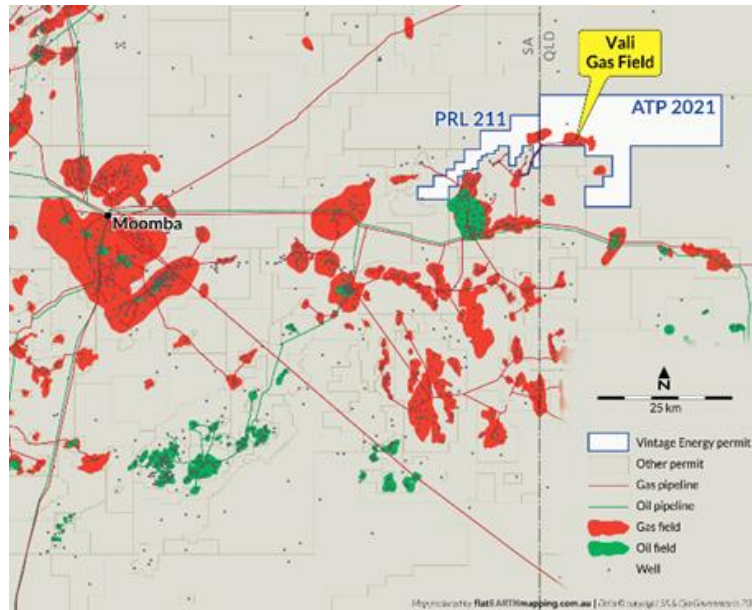 SA
QLD
Vali
Gas Field
PRL 211
ATP 2021
Moomba
N
25 km
Vintage Energy permit
Other permit
Gas pipeline
Oil pipeline
Gas field
Oil field
Well
Map produced by flatEARTHmapping.com.au